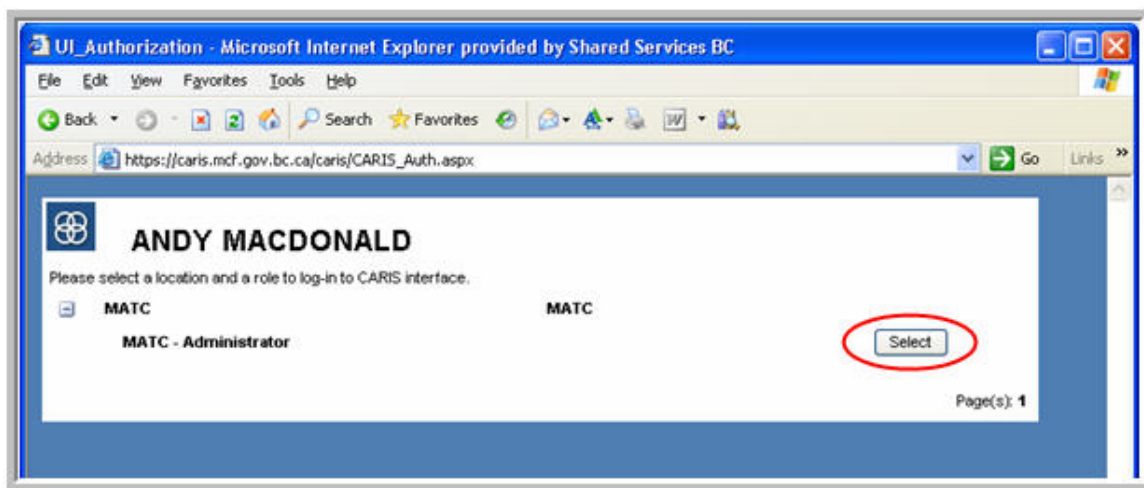 UI_Authorization - Microsoft Internet Explorer provided by Shared Services BC
File Edit View Favorites Tools Help
Back Search Favorites W
Address https://caris.mcf.gov.bc.ca/caris/CARIS_Auth.aspx Go Links »
ANDY MACDONALD
Please select a location and a role to log-in to CARIS interface.
MATC MATC
MATC - Administrator Select
Page(s): 1